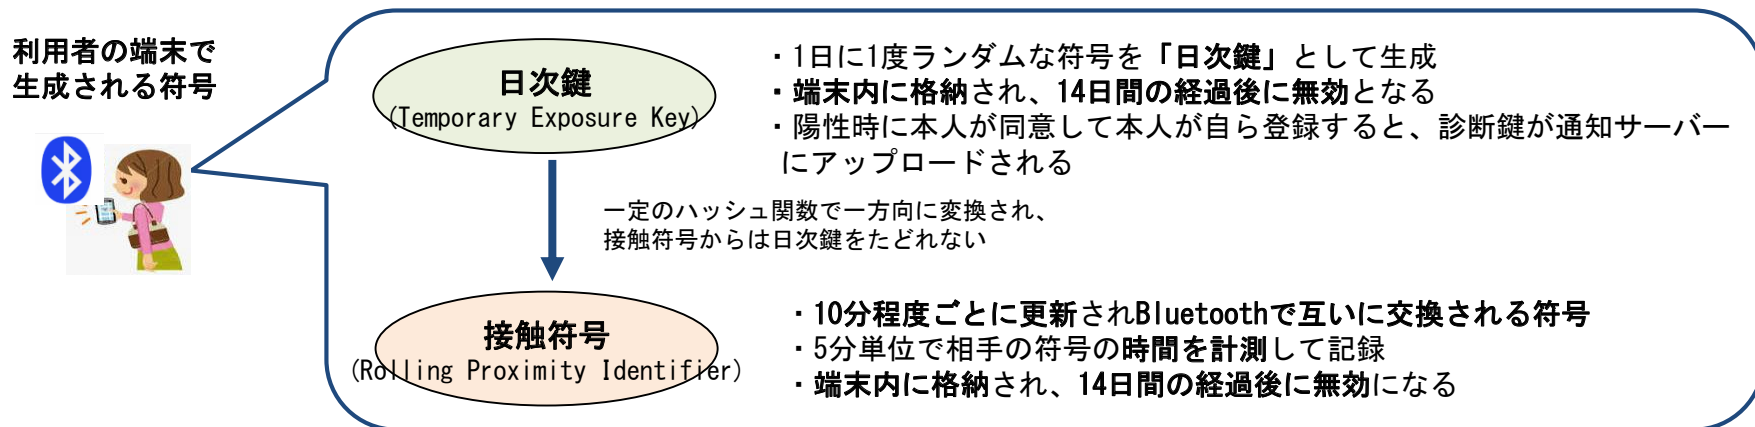 利用者の端末で
生成される符号
日次鍵
(Temporary Exposure Key)
・1日に1度ランダムな符号を「日次鍵」として生成
・端末内に格納され、14日間の経過後に無効となる
・陽性時に本人が同意して本人が自ら登録すると、診断鍵が通知サーバー
にアップロードされる
一定のハッシュ関数で一方向に変換され、
接触符号からは日次鍵をたどれない
接触符号
(Rolling Proximity Identifier)
・10分程度ごとに更新されBluetoothで互いに交換される符号
・5分単位で相手の符号の時間を計測して記録
・端末内に格納され、14日間の経過後に無効になる